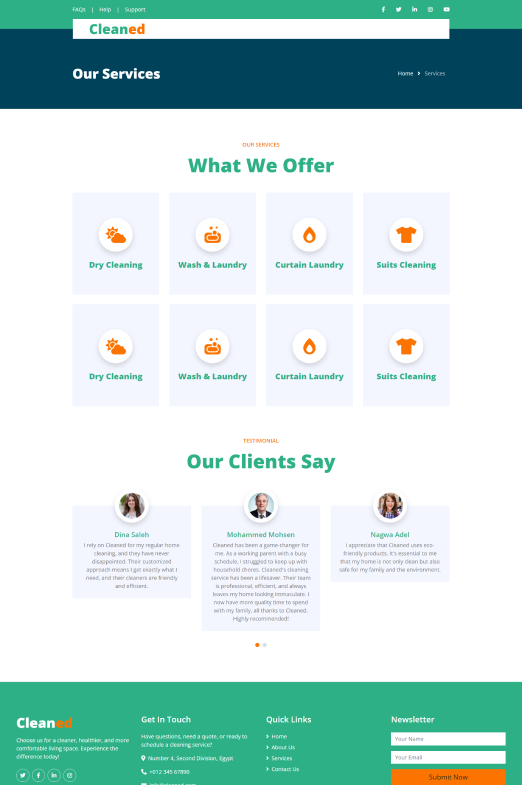 FAQs | Help | Support
Cleaned
Our Services
Home Services
OUR SERVICES
What We Offer
Dry Cleaning
Wash & Laundry
Curtain Laundry
Suits Cleaning
Dry Cleaning
Wash & Laundry
Curtain Laundry
Suits Cleaning
TESTIMONIAL
Our Clients Say
Dina Saleh
I rely on Cleaned for my regular home
cleaning, and they have never
disappointed. Their customized
approach means I get exactly what I
need, and their cleaners are friendly
and efficient.
Mohammed Mohsen
Cleaned has been a game-changer for
me. As a working parent with a busy
schedule, I struggled to keep up with
household chores. Cleaned's cleaning
service has been a lifesaver. Their team
is professional, efficient, and always
leaves my home looking immaculate. I
now have more quality time to spend
with my family, all thanks to Cleaned.
Highly recommended!
Nagwa Adel
I appreciate that Cleaned uses eco-
friendly products. It's essential to me
that my home is not only clean but also
safe for my family and the environment.
Cleaned
Choose us for a cleaner, healthier, and more
comfortable living space. Experience the
difference today!
Get In Touch
Have questions, need a quote, or ready to
schedule a cleaning service?
Number 4, Second Division, Egypt
+012 345 67890
Quick Links
Home
About Us
Services
Contact Us
Newsletter
Your Name
Your Email
Submit Now